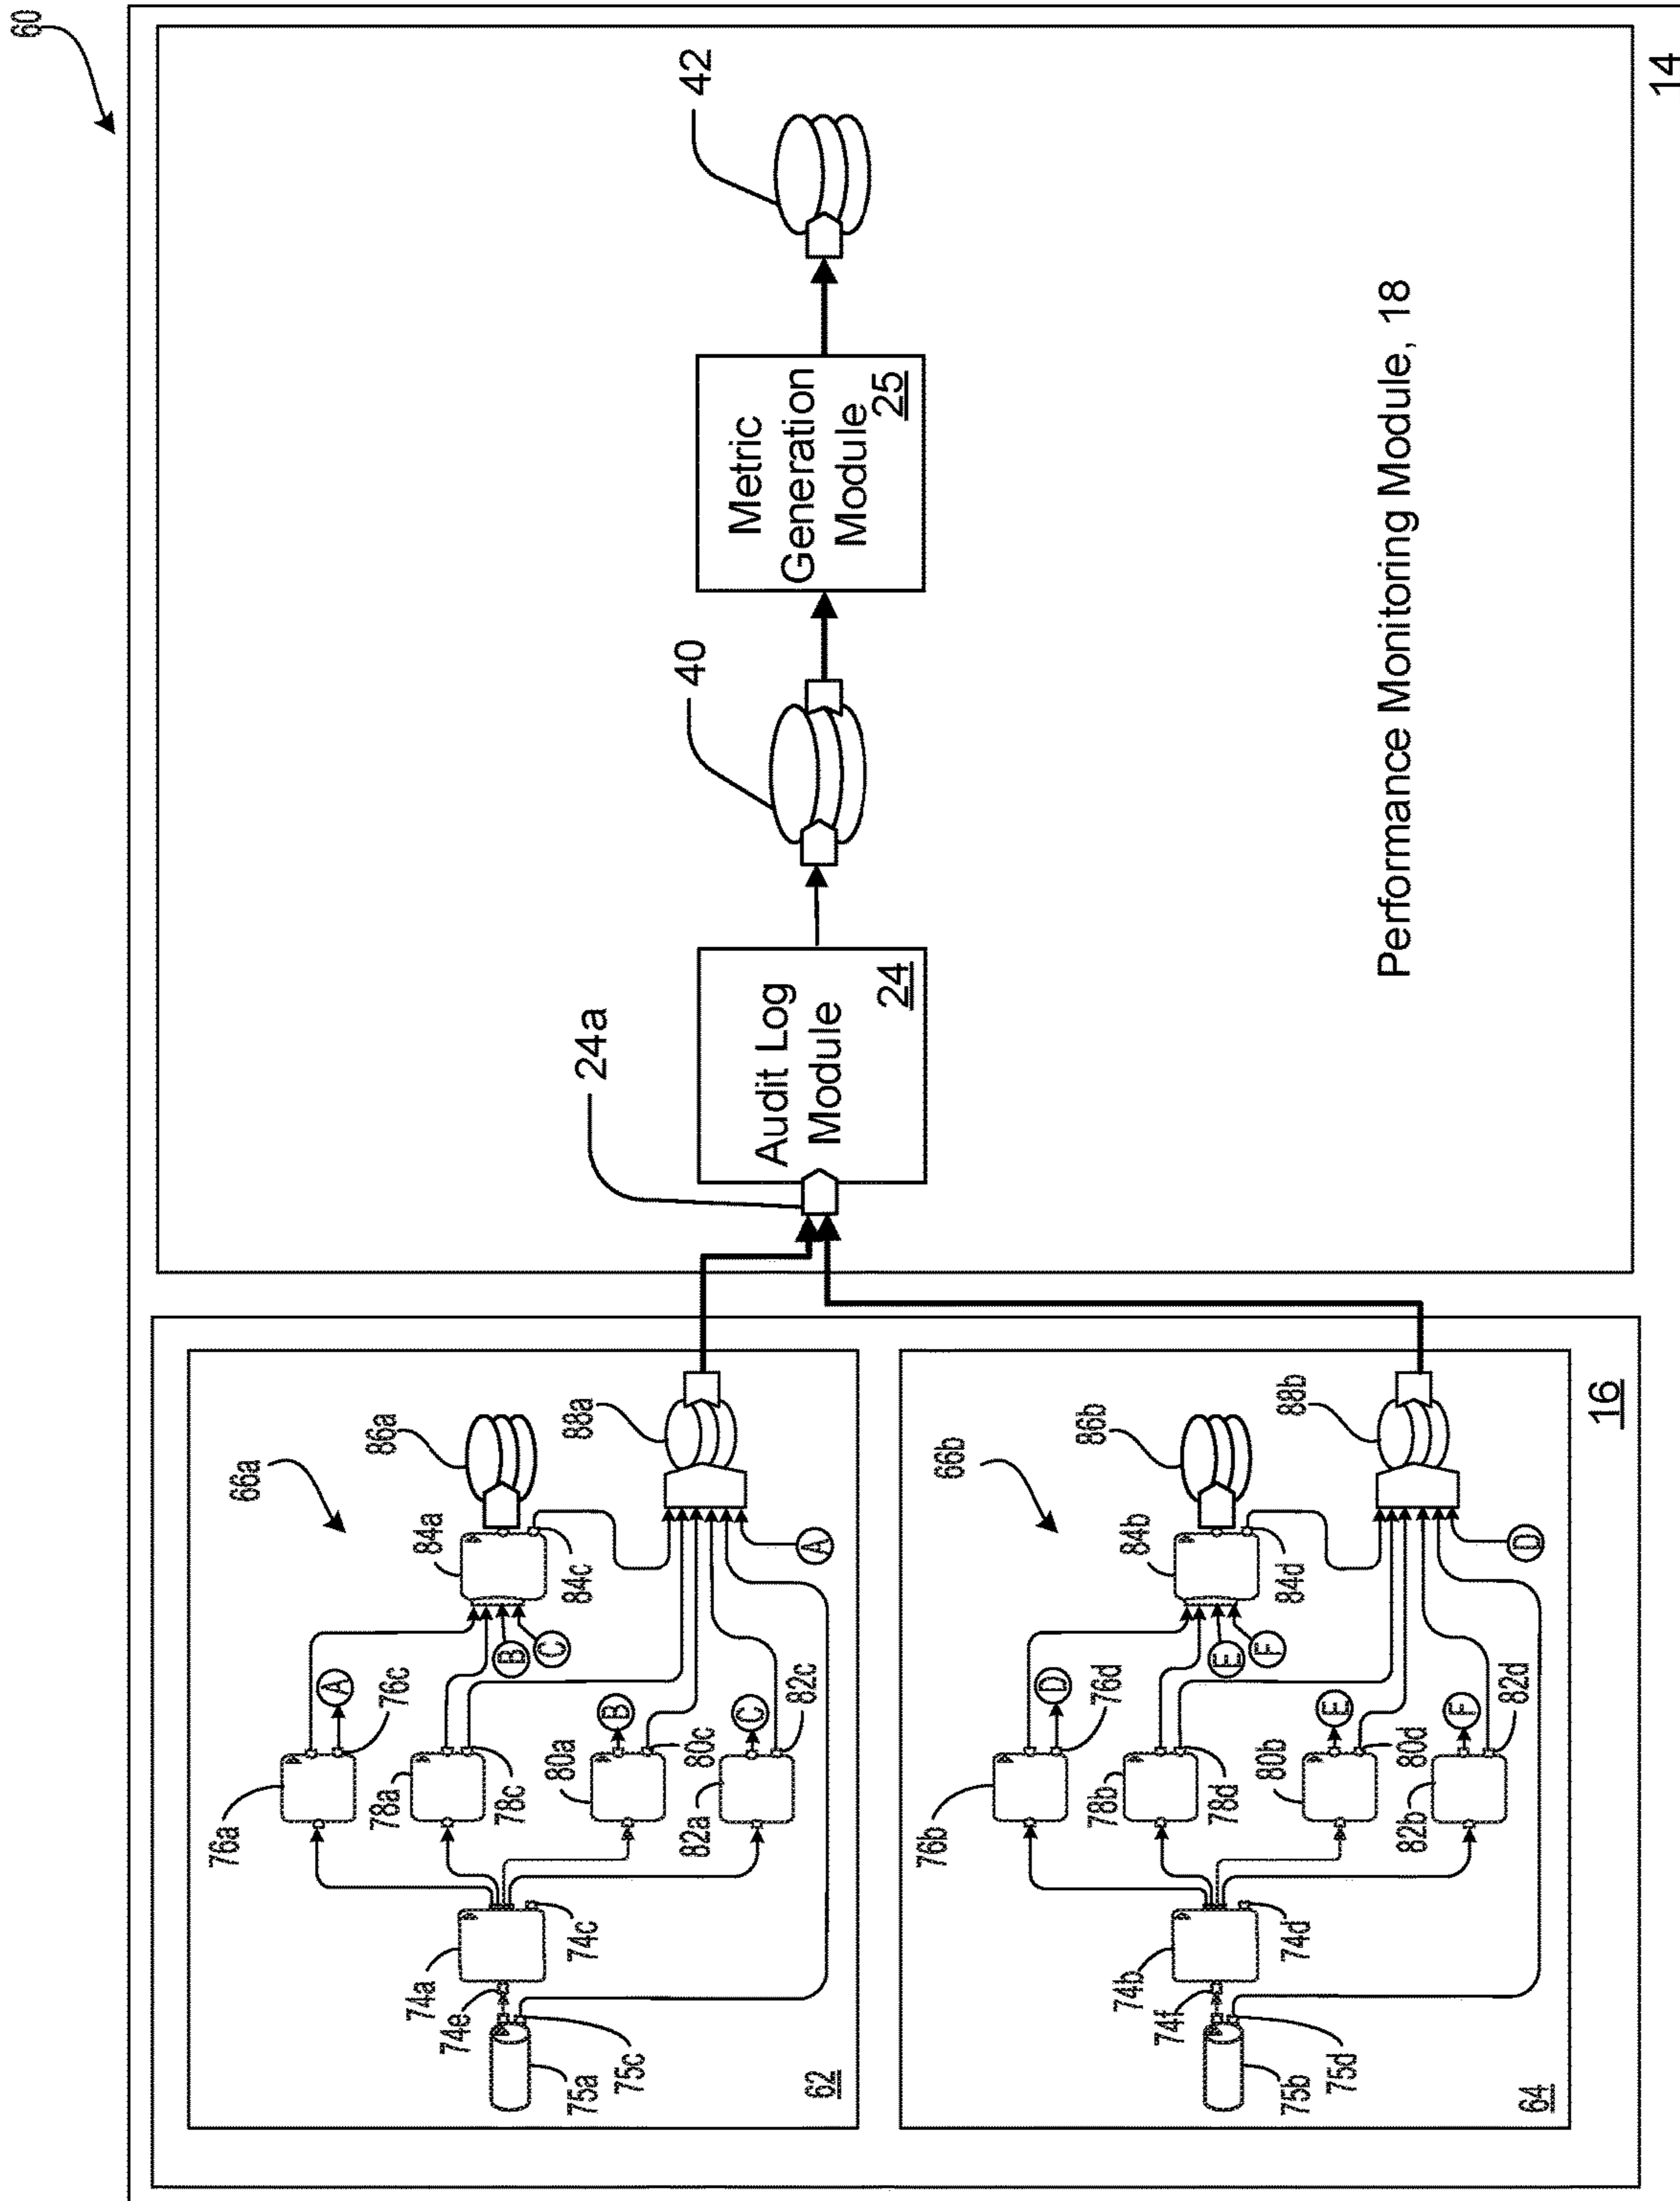 60
62
75a
75c
74e
74a
74c
76a
76c
A
78a
78c
80a
80c
B
82a
82c
C
B
C
84a
84c
66a
86a
88a
A
64
75b
75d
74f
74b
74d
76b
76d
D
78b
78d
80b
80d
E
82b
82d
F
E
F
84b
84d
66b
86b
88b
D
16
24a
Audit Log
Module
24
40
Metric
Generation
Module
25
42
Performance Monitoring Module, 18
14